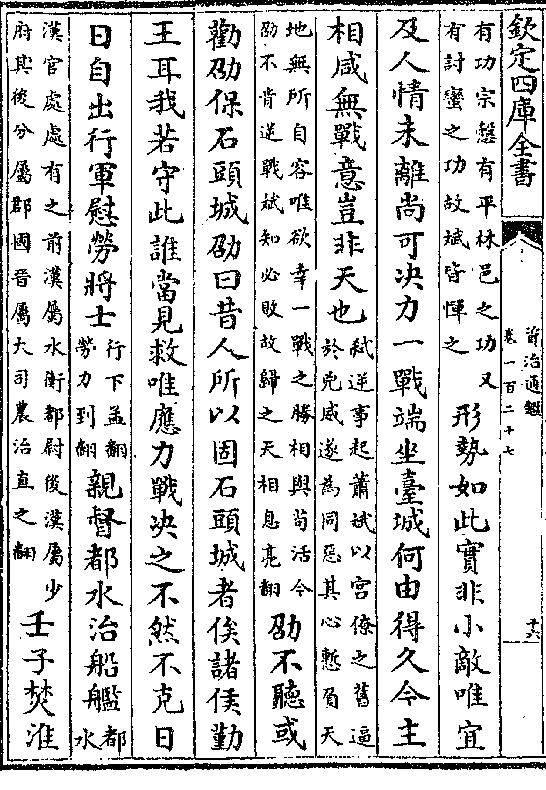 欽定四庫全書
資治通鑑
卷一百二十七
十六
有功宗慤有平林邑之功又
有討蠻之功故斌皆憚之
形勢如此實非小敵唯宜
及人情未離尚可决力一戰端坐臺城何由得久今主
相咸無戰意豈非天也
弑逆事起蕭斌以宮僚之舊逼
於兇威遂為同惡其心慙負天
地無所自容唯欲幸一戰之勝相與茍活今
劭不肯逆戰斌知必敗故歸之天相息亮翻
劭不聽或
勸劭保石頭城劭曰昔人所以固石頭城者俟諸侯勤
王耳我若守此誰當見救唯應力戰决之不然不克日
日自出行軍慰勞將士
行下孟翻
勞力到翻
親督都水治船艦
都
水
漢官處處有之前漢屬水衡都尉後漢屬少
府其後分屬郡國晉屬大司農治直之翻
壬子焚淮